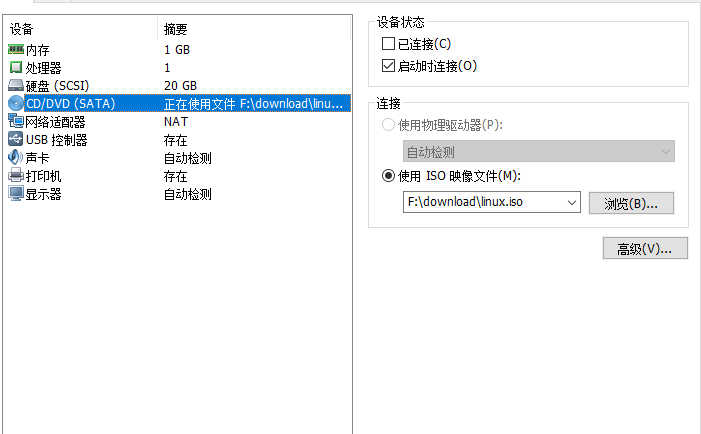 设备 摘要
内存 1 GB
处理器 1
硬盘 (SCSI) 20 GB
CD/DVD (SATA) 正在使用文件 F:\download\linu...
网络适配器 NAT
USB 控制器 存在
声卡 自动检测
打印机 存在
显示器 自动检测
设备状态
已连接(C)
启动时连接(O)
连接
使用物理驱动器(P):
自动检测
使用 ISO 映像文件(M):
F:\download\linux.iso 浏览(B)...
高级(V)...